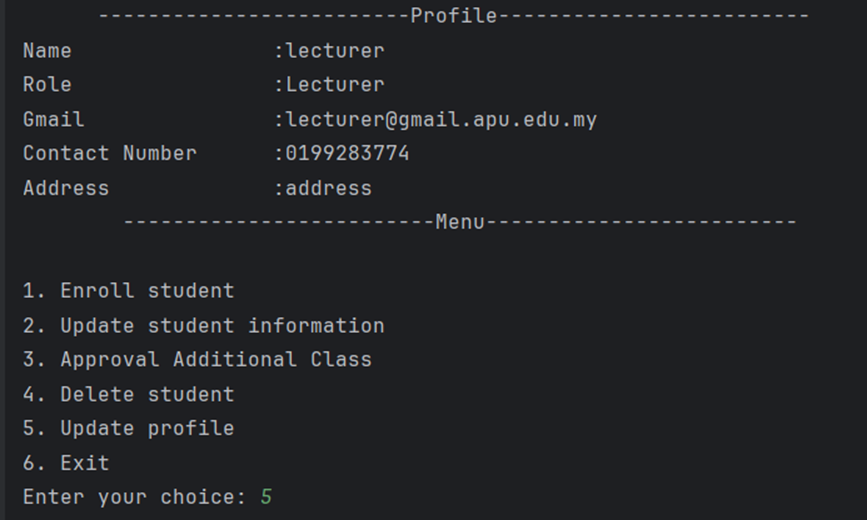 -------------------------Profile-------------------------
Name                :lecturer
Role                :Lecturer
Gmail               :lecturer@gmail.apu.edu.my
Contact Number      :0199283774
Address             :address
-------------------------Menu-------------------------
1. Enroll student
2. Update student information
3. Approval Additional Class
4. Delete student
5. Update profile
6. Exit
Enter your choice: 5